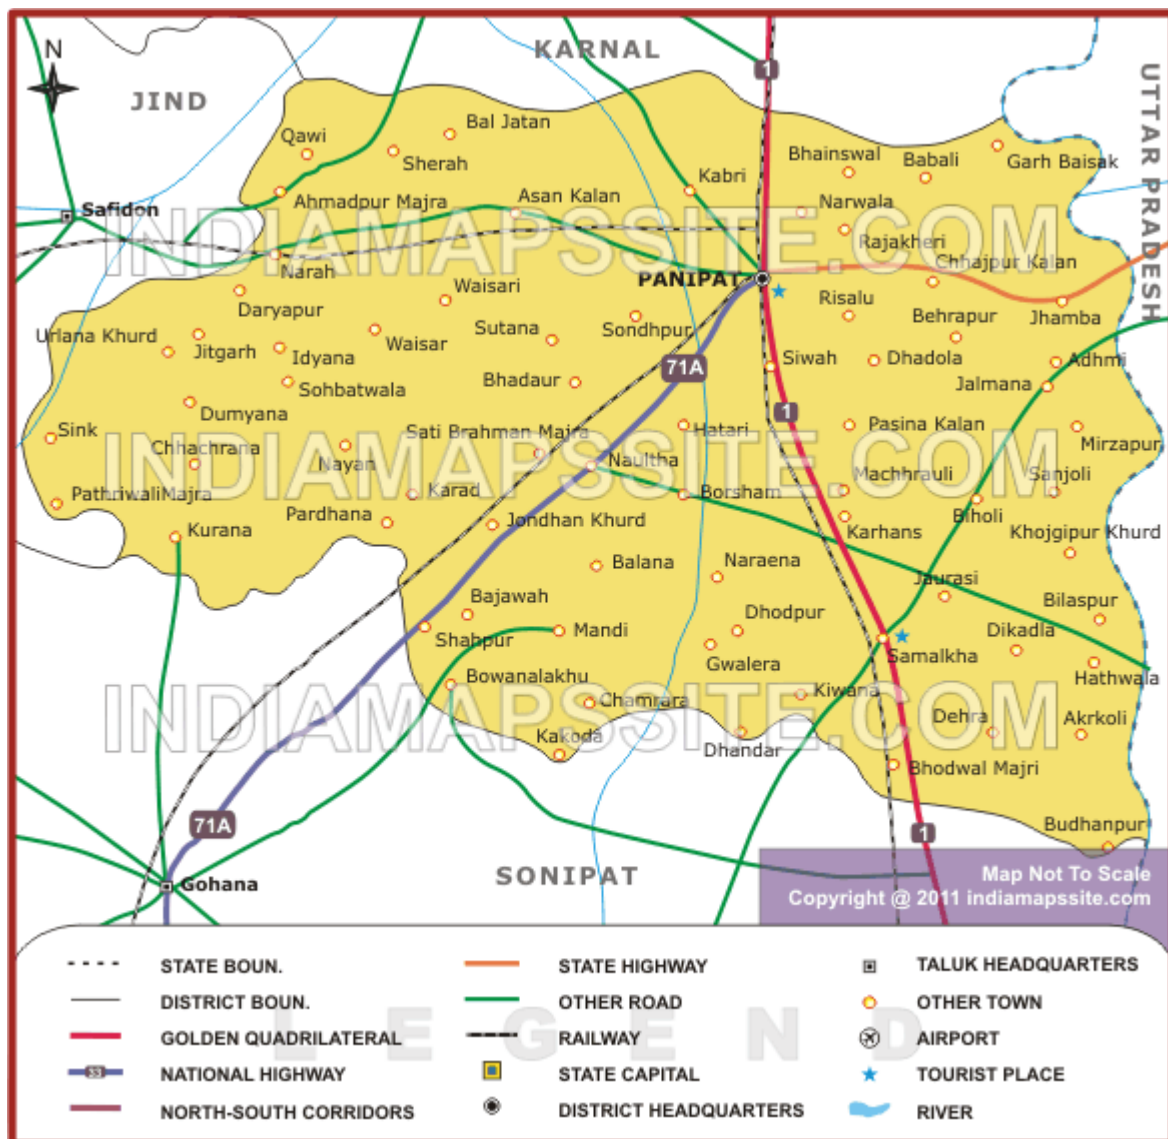 KARNAL
N
JIND
1
UTTAR PRADESH
Bal Jatan
Qawi
Sherah
Bhainswal
Babali
Garh Baisak
Kabri
Safidon
Ahmadpur Majra
Asan Kalan
Narwala
INDIAMAPSSITE.COM
Rajakheri
Narah
Chhajpur Kalan
PANIPAT
Waisari
Daryapur
Risalu
Jhamba
Urlana Khurd
Jitgarh
Waisar
Sutana
Sondhpur
Behrapur
Idyana
Siwah
Dhadola
Adhmi
71A
Sohbatwala
Bhadaur
Jalmana
Dumyana
1
Sink
Sati Brahman Majra
Hatari
Pasina Kalan
Mirzapur
Chhachrana
Nayan
INDIAMAPSSITE.COM
Naultha
Machhrauli
Sanjoli
PathriwaliMajra
Karad
Borsham
Kurana
Pardhana
Jondhan Khurd
Karhans
Biholi
Khojgipur Khurd
Balana
Naraena
Jaurasi
Bajawah
Dhodpur
Bilaspur
Shahpur
Mandi
Dikadla
Gwalera
Samalkha
Bowanalakhu
Hathwala
Chamrara
Kiwana
INDIAMAPSSITE.COM
Kakoda
Dhandar
Dehra
Akrkoli
Bhodwal Majri
71A
1
Budhanpur
Gohana
SONIPAT
Map Not To Scale
Copyright @ 2011 indiamapssite.com
LEGEND
STATE BOUN.
DISTRICT BOUN.
GOLDEN QUADRILATERAL
33 NATIONAL HIGHWAY
NORTH-SOUTH CORRIDORS
STATE HIGHWAY
OTHER ROAD
RAILWAY
STATE CAPITAL
DISTRICT HEADQUARTERS
TALUK HEADQUARTERS
OTHER TOWN
AIRPORT
TOURIST PLACE
RIVER